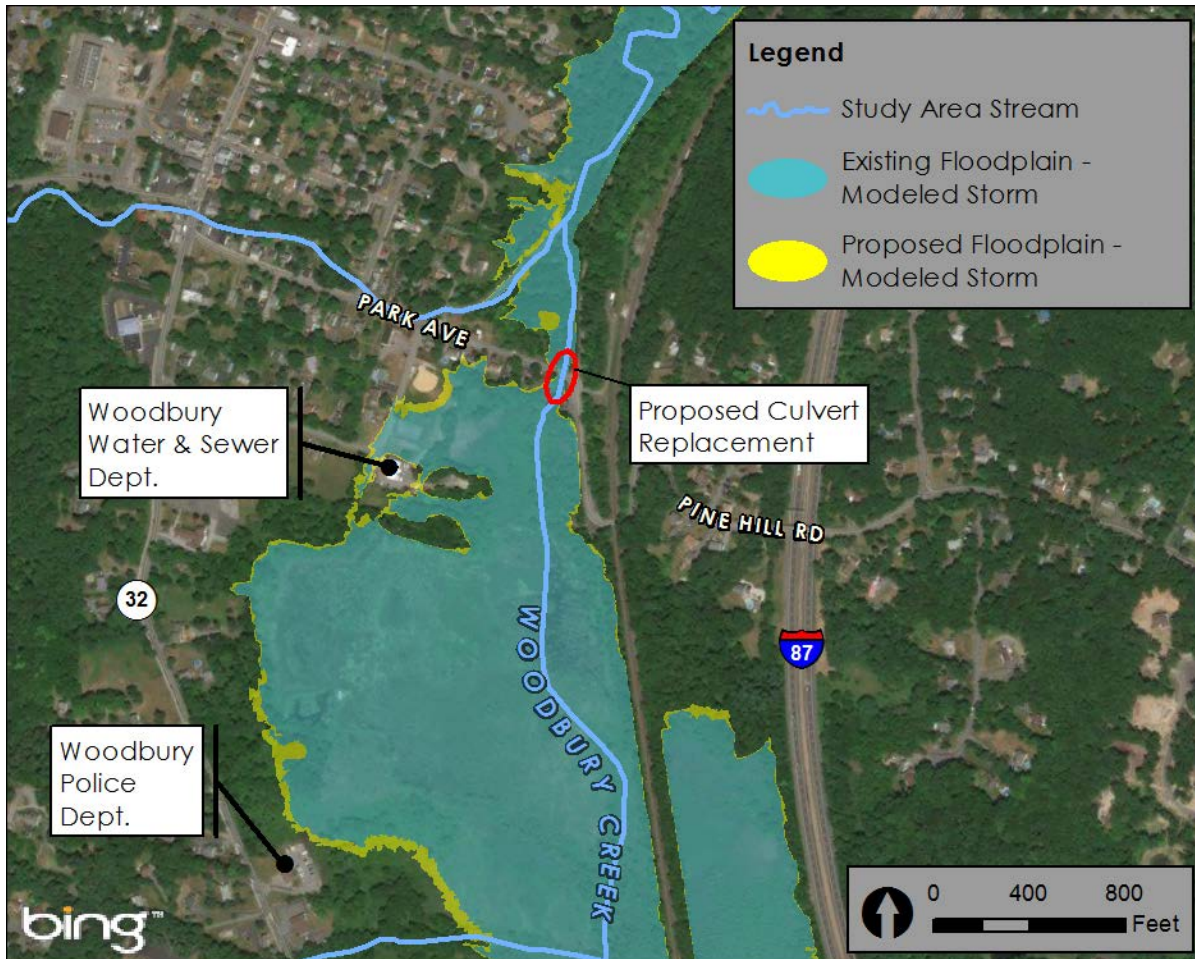 Legend
Study Area Stream
Existing Floodplain -
Modeled Storm
Proposed Floodplain -
Modeled Storm
PARK AVE
Woodbury
Water & Sewer
Dept.
Proposed Culvert
Replacement
PINE HILL RD
32
87
WOODBURY CREEK
Woodbury
Police
Dept.
bing™
0 400 800
Feet